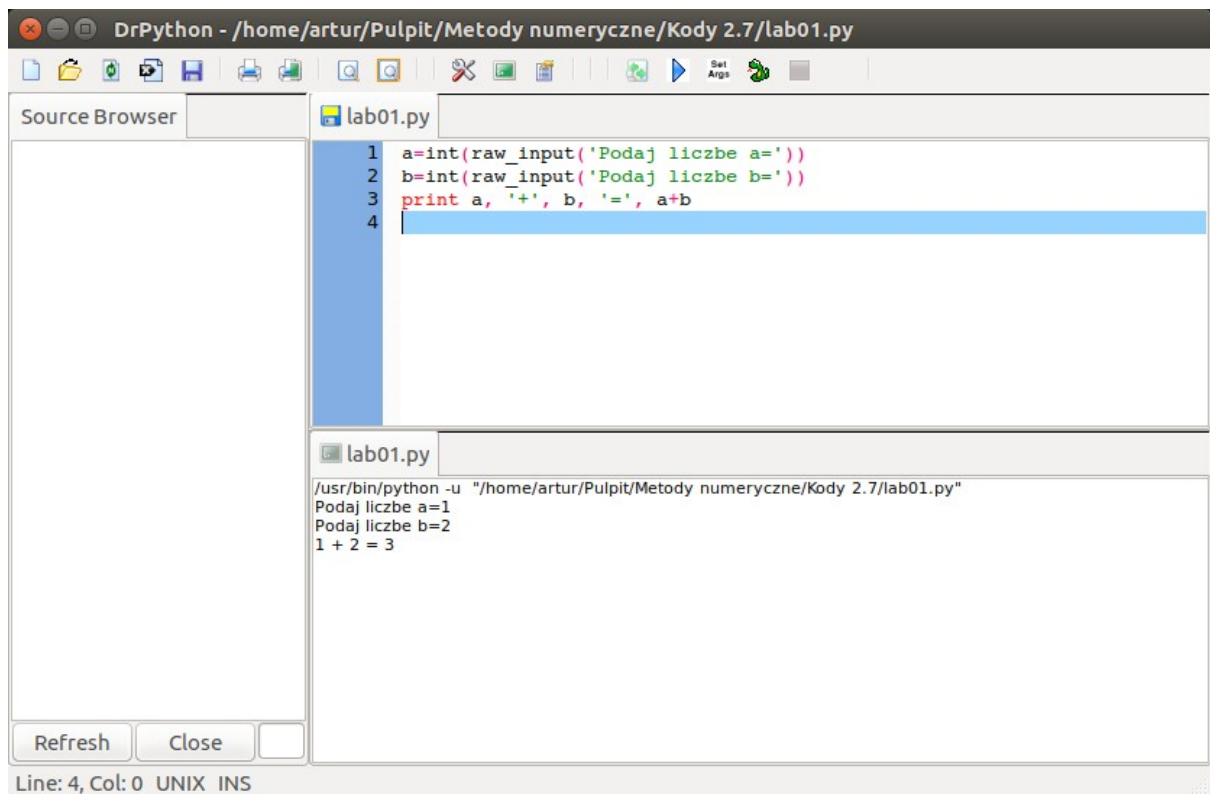 DrPython - /home/artur/Pulpit/Metody numeryczne/Kody 2.7/lab01.py
Set
Args
Source Browser
lab01.py
1 a=int(raw_input('Podaj liczbe a='))
2 b=int(raw_input('Podaj liczbe b='))
3 print a, '+', b, '=', a+b
4
lab01.py
/usr/bin/python -u  "/home/artur/Pulpit/Metody numeryczne/Kody 2.7/lab01.py"
Podaj liczbe a=1
Podaj liczbe b=2
1 + 2 = 3
Refresh Close
Line: 4, Col: 0 UNIX INS